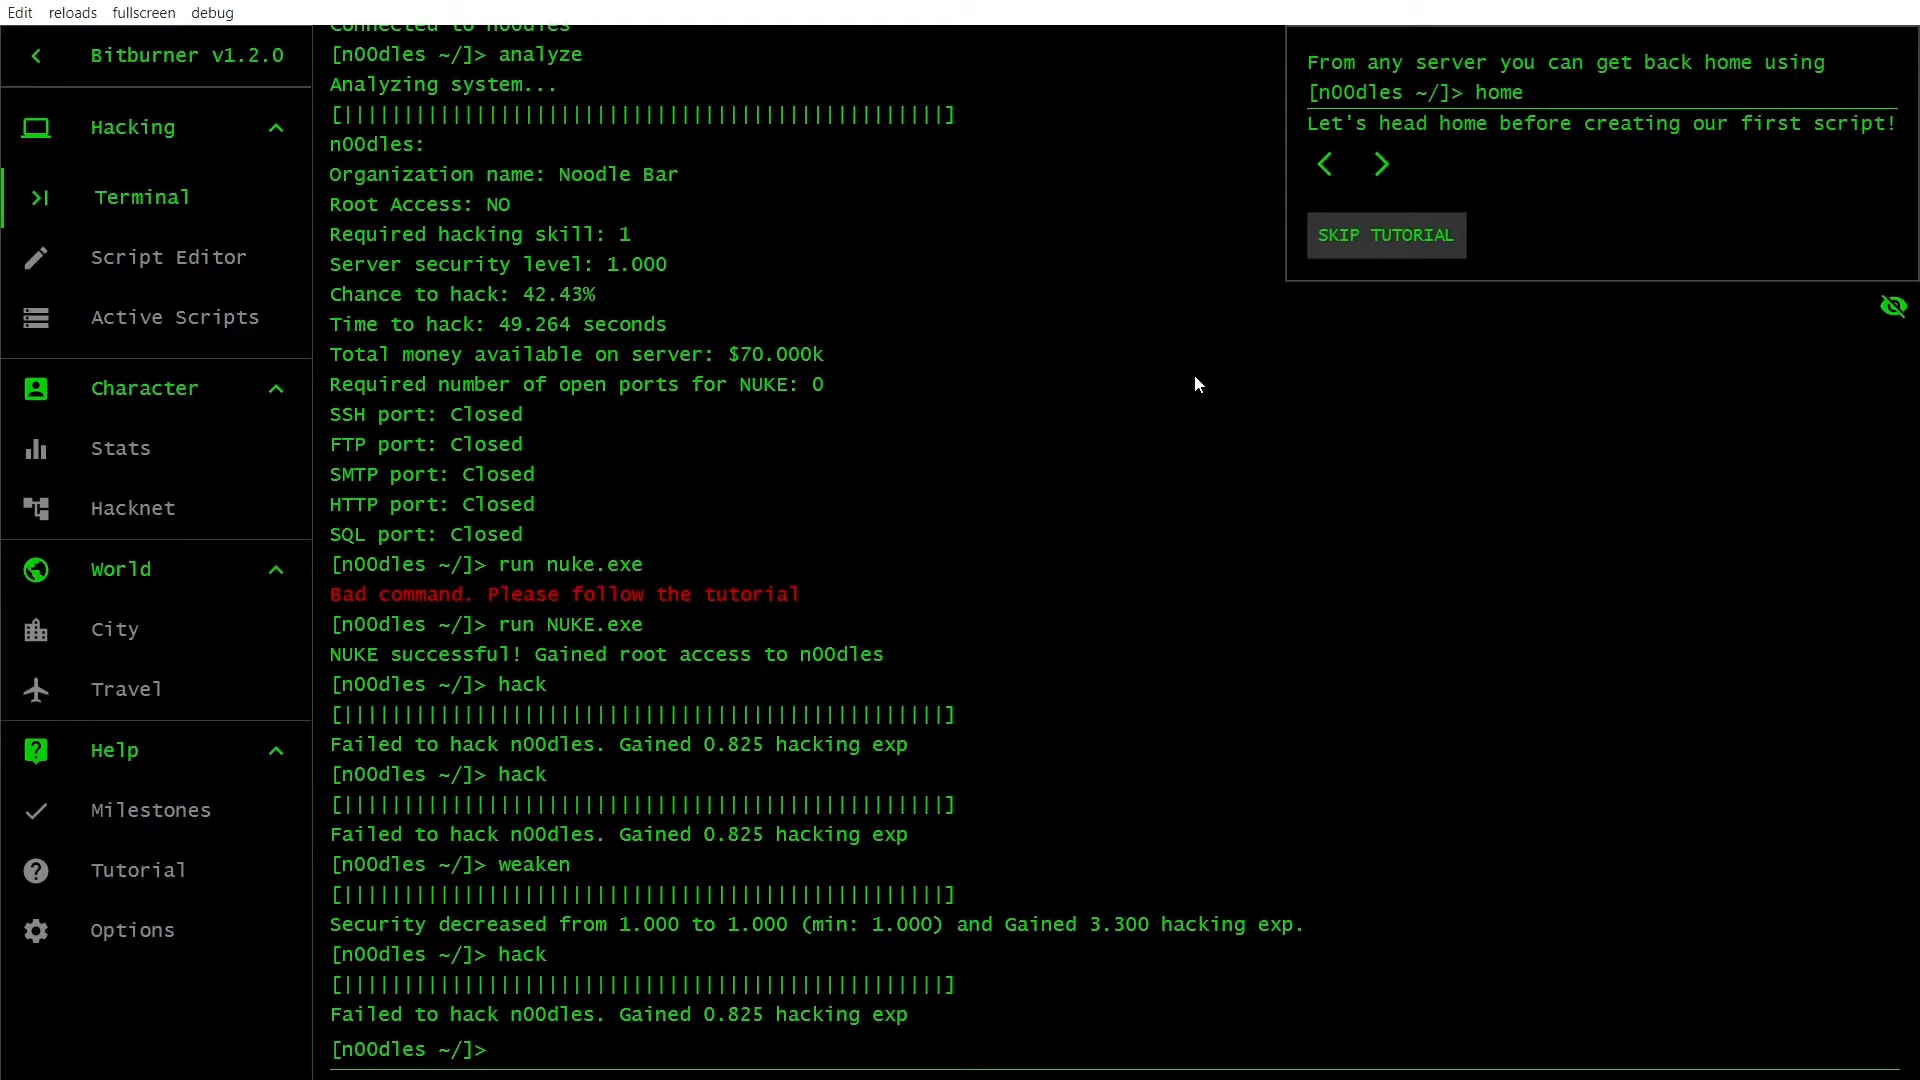 Edit reloads fullscreen debug
Bitburner v1.2.0
Hacking
Terminal
Script Editor
Active Scripts
Character
Stats
Hacknet
World
City
Travel
Help
Milestones
Tutorial
Options
Connected to n00dles
[n00dles ~/]> analyze
Analyzing system...
[||||||||||||||||||||||||||||||||||||||||||||||||||]
n00dles:
Organization name: Noodle Bar
Root Access: NO
Required hacking skill: 1
Server security level: 1.000
Chance to hack: 42.43%
Time to hack: 49.264 seconds
Total money available on server: $70.000k
Required number of open ports for NUKE: 0
SSH port: Closed
FTP port: Closed
SMTP port: Closed
HTTP port: Closed
SQL port: Closed
[n00dles ~/]> run nuke.exe
Bad command. Please follow the tutorial
[n00dles ~/]> run NUKE.exe
NUKE successful! Gained root access to n00dles
[n00dles ~/]> hack
[||||||||||||||||||||||||||||||||||||||||||||||||||]
Failed to hack n00dles. Gained 0.825 hacking exp
[n00dles ~/]> hack
[||||||||||||||||||||||||||||||||||||||||||||||||||]
Failed to hack n00dles. Gained 0.825 hacking exp
[n00dles ~/]> weaken
[||||||||||||||||||||||||||||||||||||||||||||||||||]
Security decreased from 1.000 to 1.000 (min: 1.000) and Gained 3.300 hacking exp.
[n00dles ~/]> hack
[||||||||||||||||||||||||||||||||||||||||||||||||||]
Failed to hack n00dles. Gained 0.825 hacking exp
[n00dles ~/]>
From any server you can get back home using
[n00dles ~/]> home
Let's head home before creating our first script!
SKIP TUTORIAL